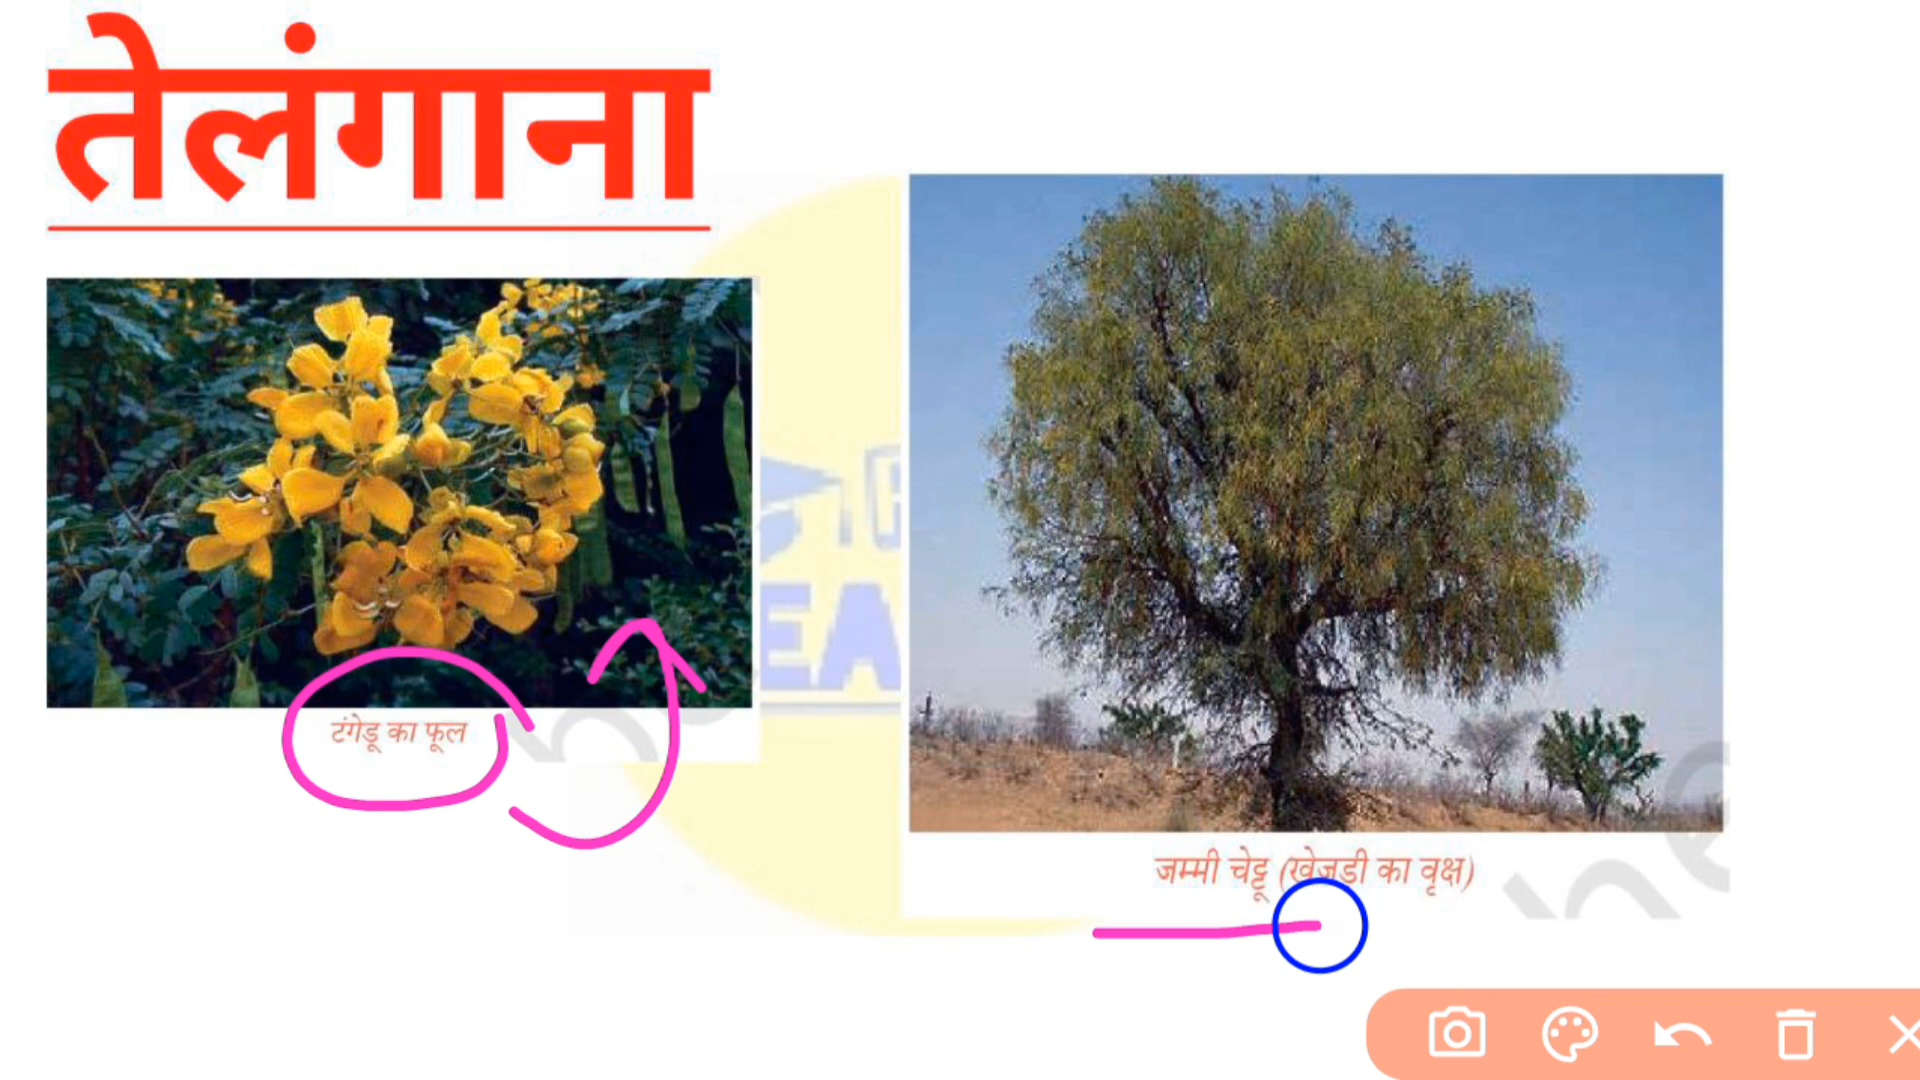 तेलंगाना
टंगेडू का फूल
जम्मी चेट्टू (खेजडी का वृक्ष)